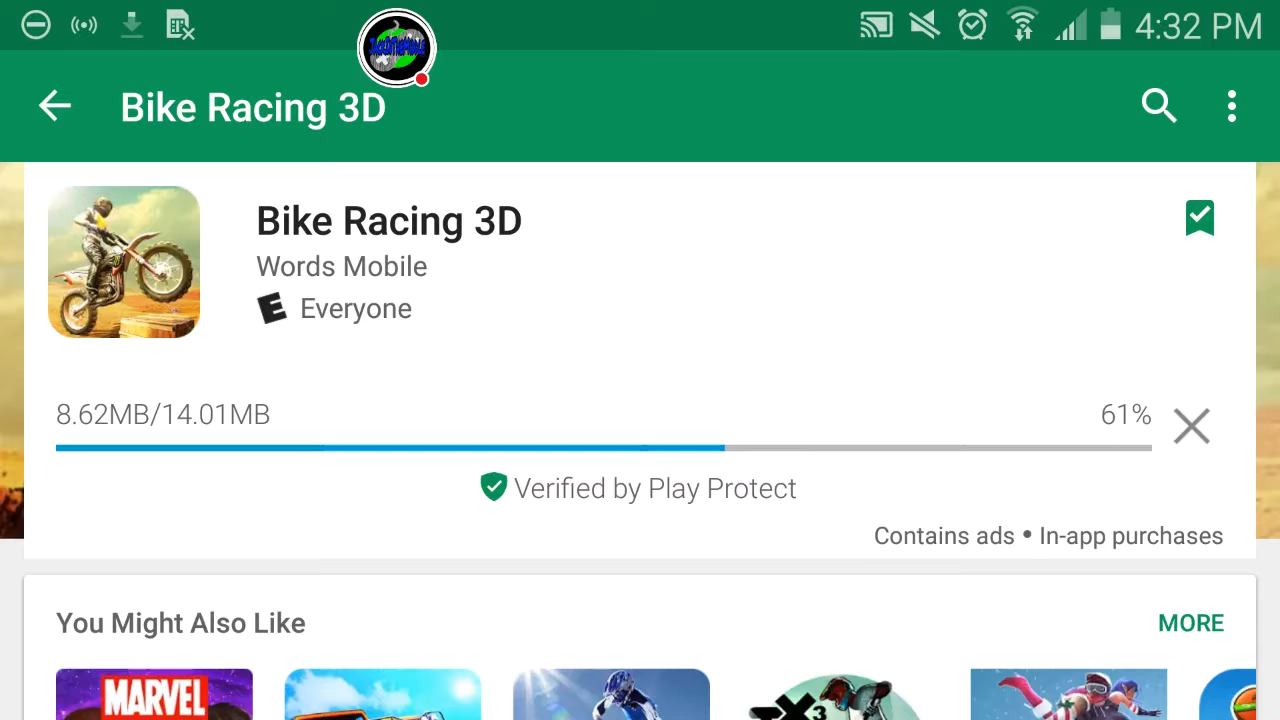 4:32 PM
Bike Racing 3D
Bike Racing 3D
Words Mobile
E Everyone
8.62MB/14.01MB 61%
Verified by Play Protect
Contains ads • In-app purchases
You Might Also Like MORE
MARVEL